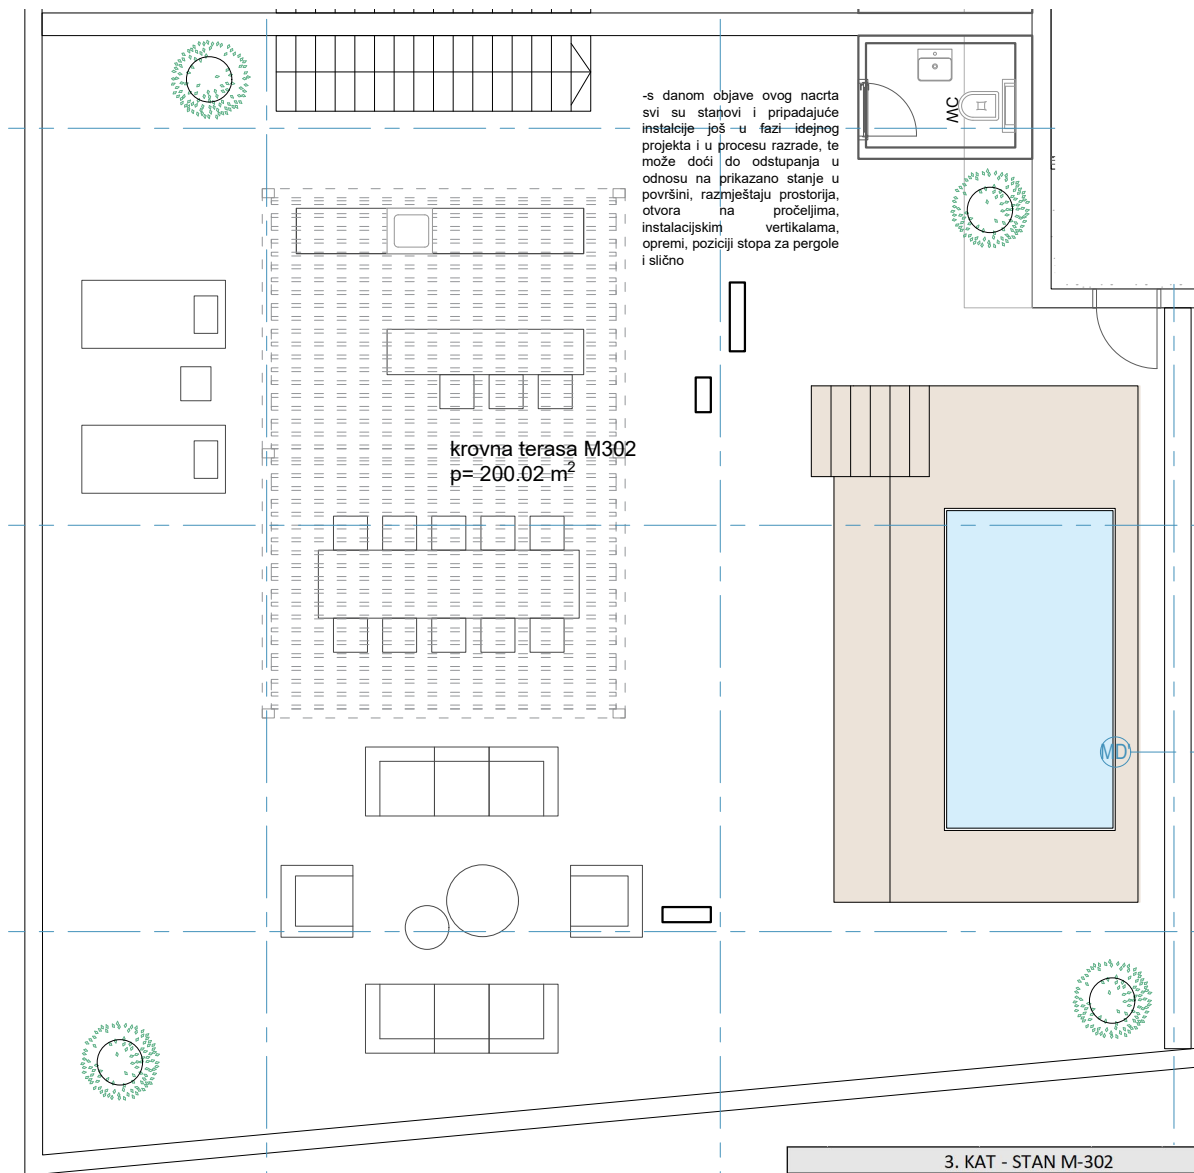 -s danom objave ovog nacrta
svi su stanovi i pripadajuće
instalcije još u fazi idejnog
projekta i u procesu razrade, te
može doći do odstupanja u
odnosu na prikazano stanje u
površini, razmještaju prostorija,
otvora na pročeljima,
instalacijskim vertikalama,
opremi, poziciji stopa za pergole
i slično
WC
krovna terasa M302
p= 200.02 m²
MD'
3. KAT - STAN M-302